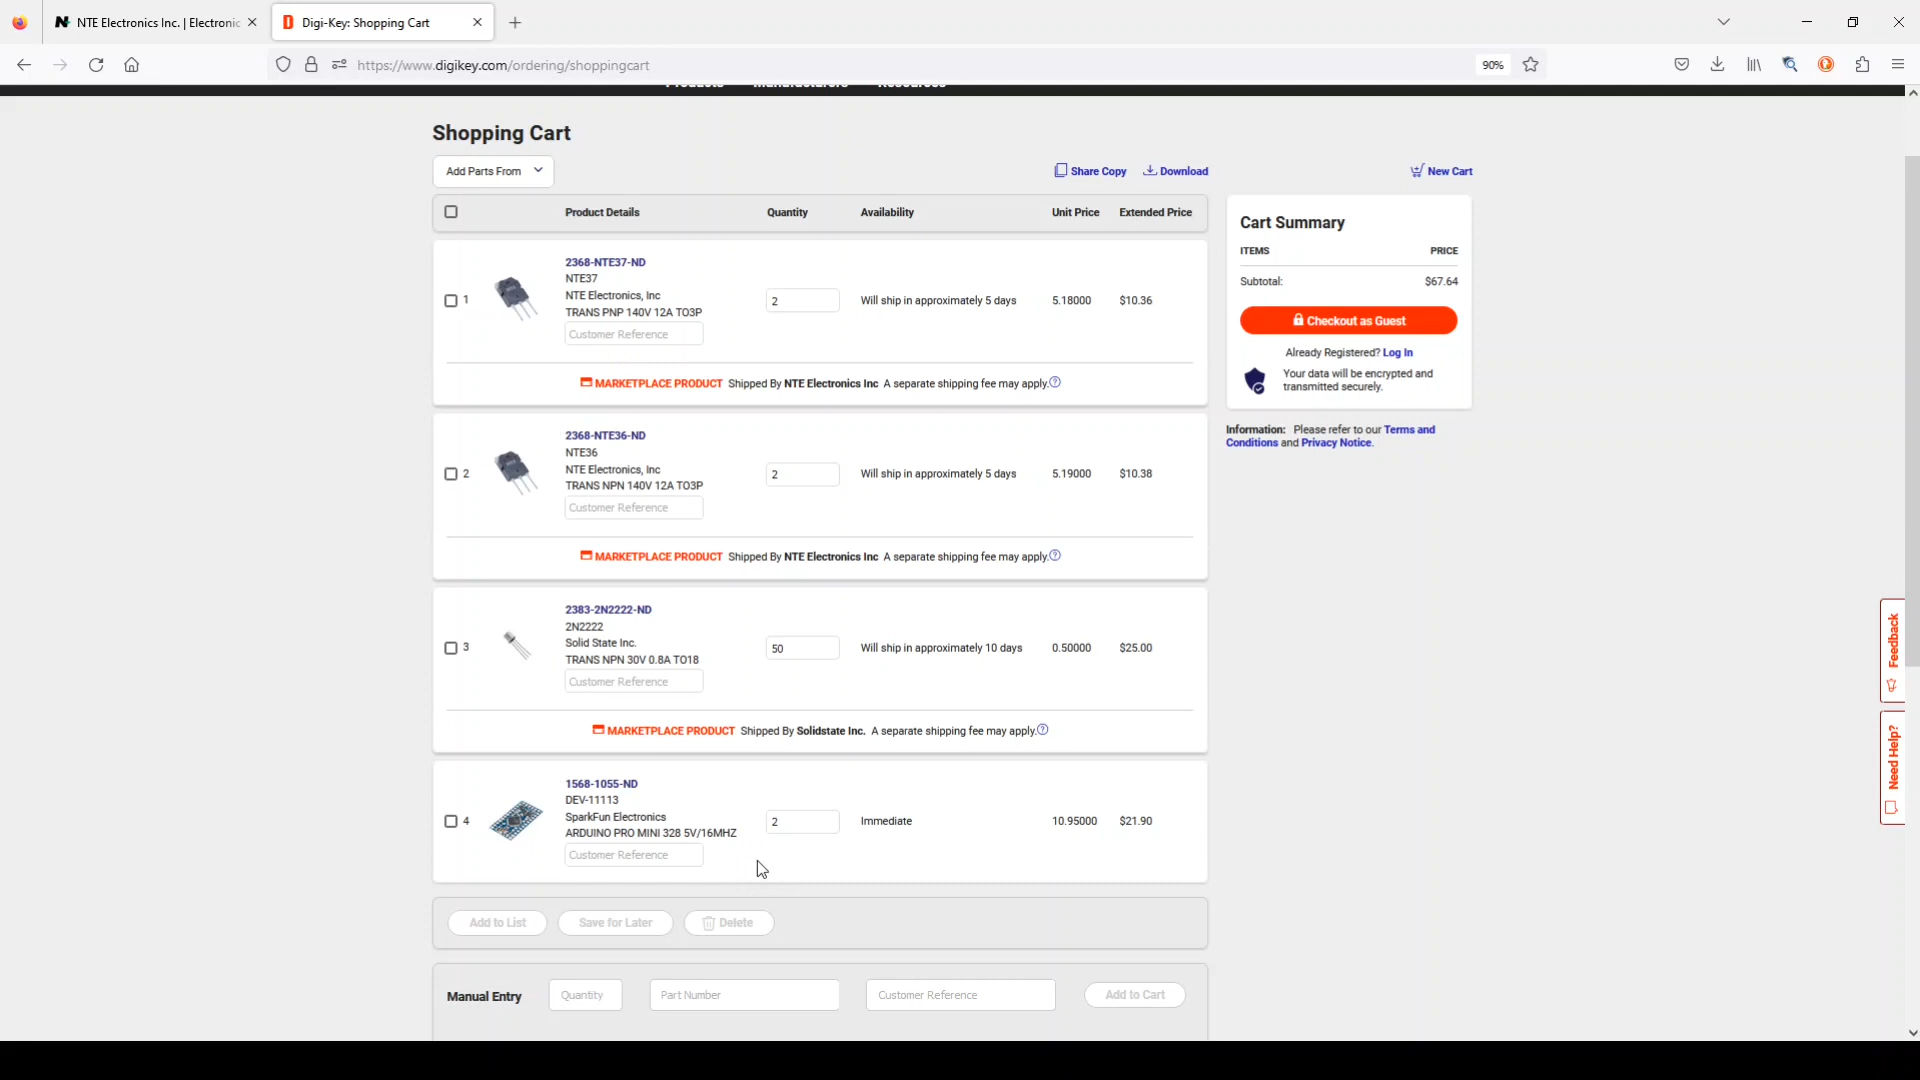 NTE Electronics Inc. | Electronic
Digi-Key: Shopping Cart
https://www.digikey.com/ordering/shoppingcart
90%
Products Manufacturers Resources
Shopping Cart
Add Parts From
Share Copy
Download
New Cart
Product Details Quantity Availability Unit Price Extended Price
1
2368-NTE37-ND
NTE37
NTE Electronics, Inc
TRANS PNP 140V 12A TO3P
Customer Reference
2
Will ship in approximately 5 days
5.18000
$10.36
MARKETPLACE PRODUCT Shipped By NTE Electronics Inc A separate shipping fee may apply.
2
2368-NTE36-ND
NTE36
NTE Electronics, Inc
TRANS NPN 140V 12A TO3P
Customer Reference
2
Will ship in approximately 5 days
5.19000
$10.38
MARKETPLACE PRODUCT Shipped By NTE Electronics Inc A separate shipping fee may apply.
3
2383-2N2222-ND
2N2222
Solid State Inc.
TRANS NPN 30V 0.8A TO18
Customer Reference
50
Will ship in approximately 10 days
0.50000
$25.00
MARKETPLACE PRODUCT Shipped By Solidstate Inc. A separate shipping fee may apply.
4
1568-1055-ND
DEV-11113
SparkFun Electronics
ARDUINO PRO MINI 328 5V/16MHZ
Customer Reference
2
Immediate
10.95000
$21.90
Add to List
Save for Later
Delete
Manual Entry
Quantity
Part Number
Customer Reference
Add to Cart
Cart Summary
ITEMS PRICE
Subtotal: $67.64
Checkout as Guest
Already Registered? Log In
Your data will be encrypted and
transmitted securely.
Information: Please refer to our Terms and
Conditions and Privacy Notice.
Feedback
Need Help?